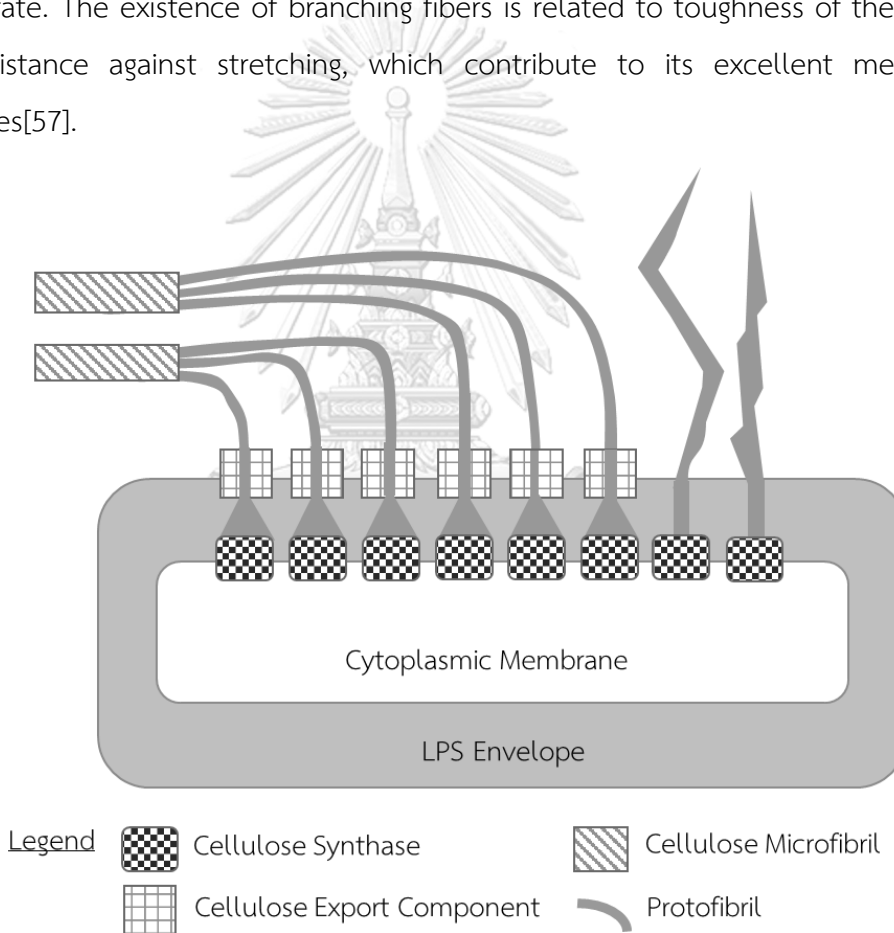 rate. The existence of branching fibers is related to toughness of the
istance against stretching, which contribute to its excellent me
es[57].
Cytoplasmic Membrane
LPS Envelope
Legend
Cellulose Synthase
Cellulose Microfibril
Cellulose Export Component
Protofibril